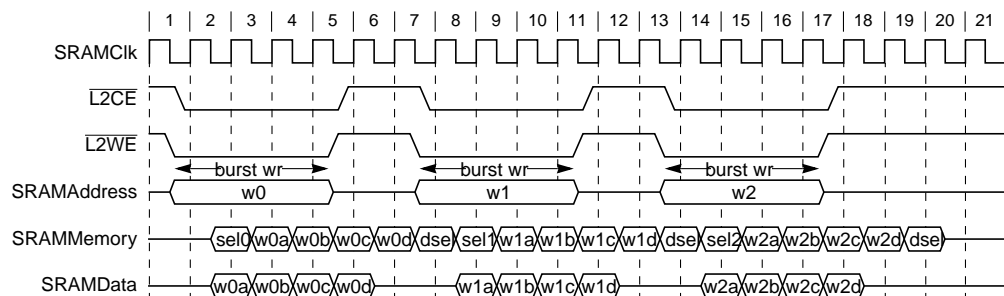 1 2 3 4 5 6 7 8 9 10 11 12 13 14 15 16 17 18 19 20 21
SRAMClk
L2CE
L2WE
burst wr burst wr burst wr
SRAMAddress w0 w1 w2
SRAMMemory sel0 w0a w0b w0c w0d dsel sel1 w1a w1b w1c w1d dsel sel2 w2a w2b w2c w2d dsel
SRAMData w0a w0b w0c w0d w1a w1b w1c w1d w2a w2b w2c w2d